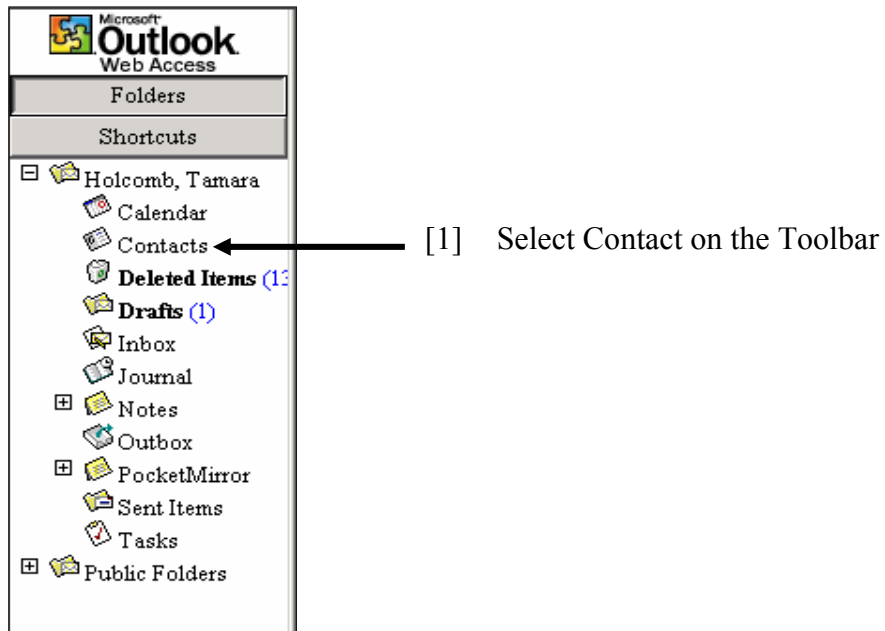 Microsoft
Outlook
Web Access
Folders
Shortcuts
Holcomb, Tamara
Calendar
Contacts
[1] Select Contact on the Toolbar
Deleted Items (13
Drafts (1)
Inbox
Journal
Notes
Outbox
PocketMirror
Sent Items
Tasks
Public Folders